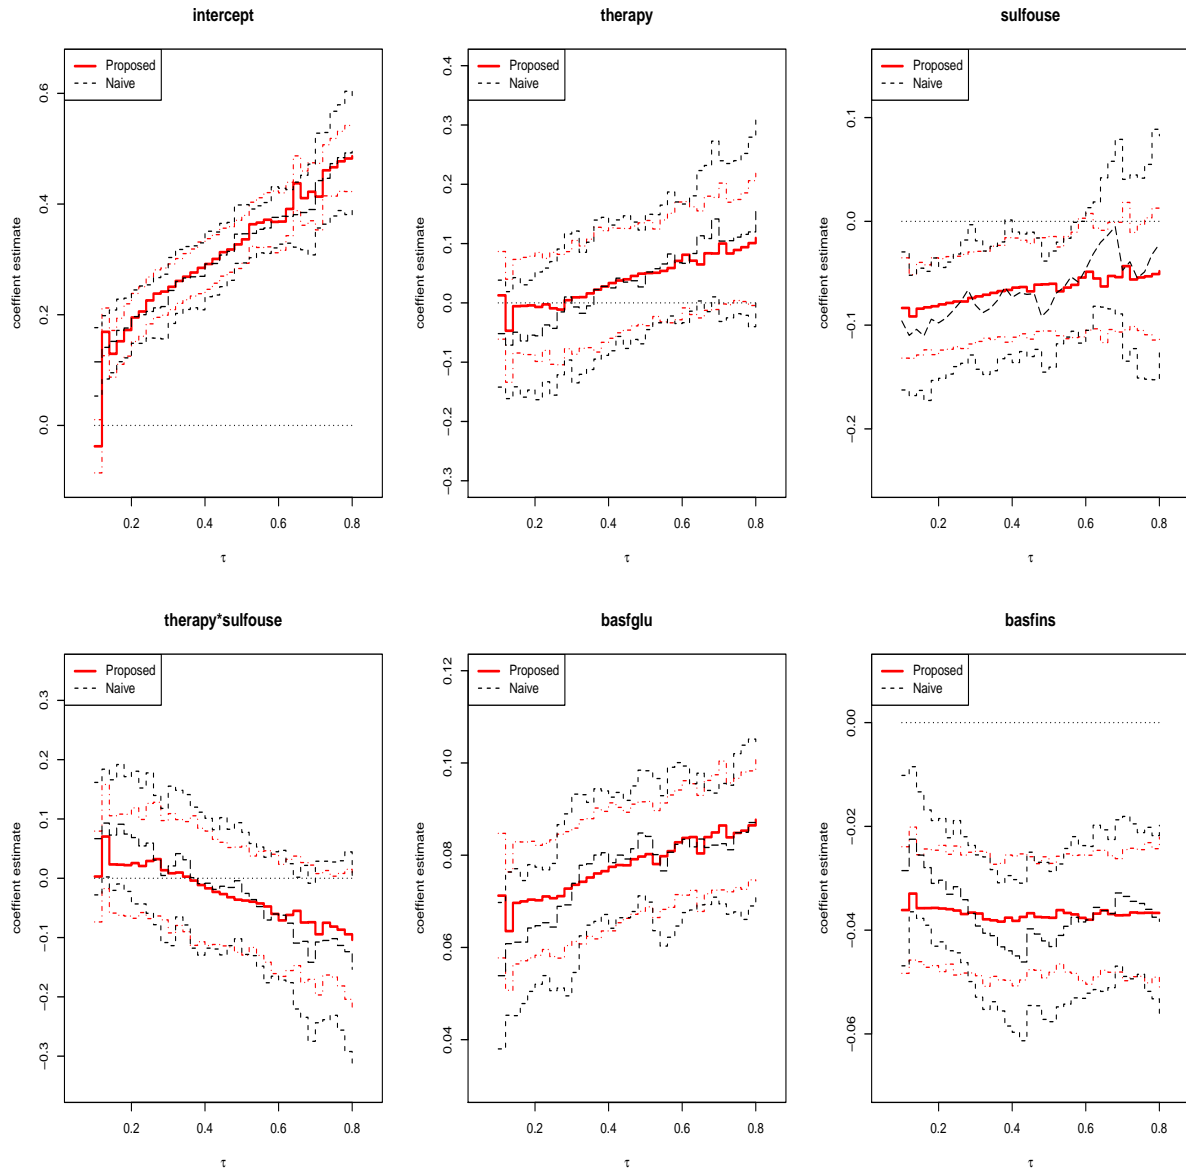 intercept
therapy
sulfouse
Proposed
Naive
Proposed
Naive
Proposed
Naive
coeffient estimate
0.0 0.2 0.4 0.6
coeffient estimate
−0.3 −0.2 −0.1 0.0 0.1 0.2 0.3 0.4
coeffient estimate
−0.2 −0.1 0.0 0.1
0.2 0.4 0.6 0.8
0.2 0.4 0.6 0.8
0.2 0.4 0.6 0.8
τ
τ
τ
therapy*sulfouse
basfglu
basfins
Proposed
Naive
Proposed
Naive
Proposed
Naive
coeffient estimate
−0.3 −0.2 −0.1 0.0 0.1 0.2 0.3
coeffient estimate
0.04 0.06 0.08 0.10 0.12
coeffient estimate
−0.06 −0.04 −0.02 0.00
0.2 0.4 0.6 0.8
0.2 0.4 0.6 0.8
0.2 0.4 0.6 0.8
τ
τ
τ